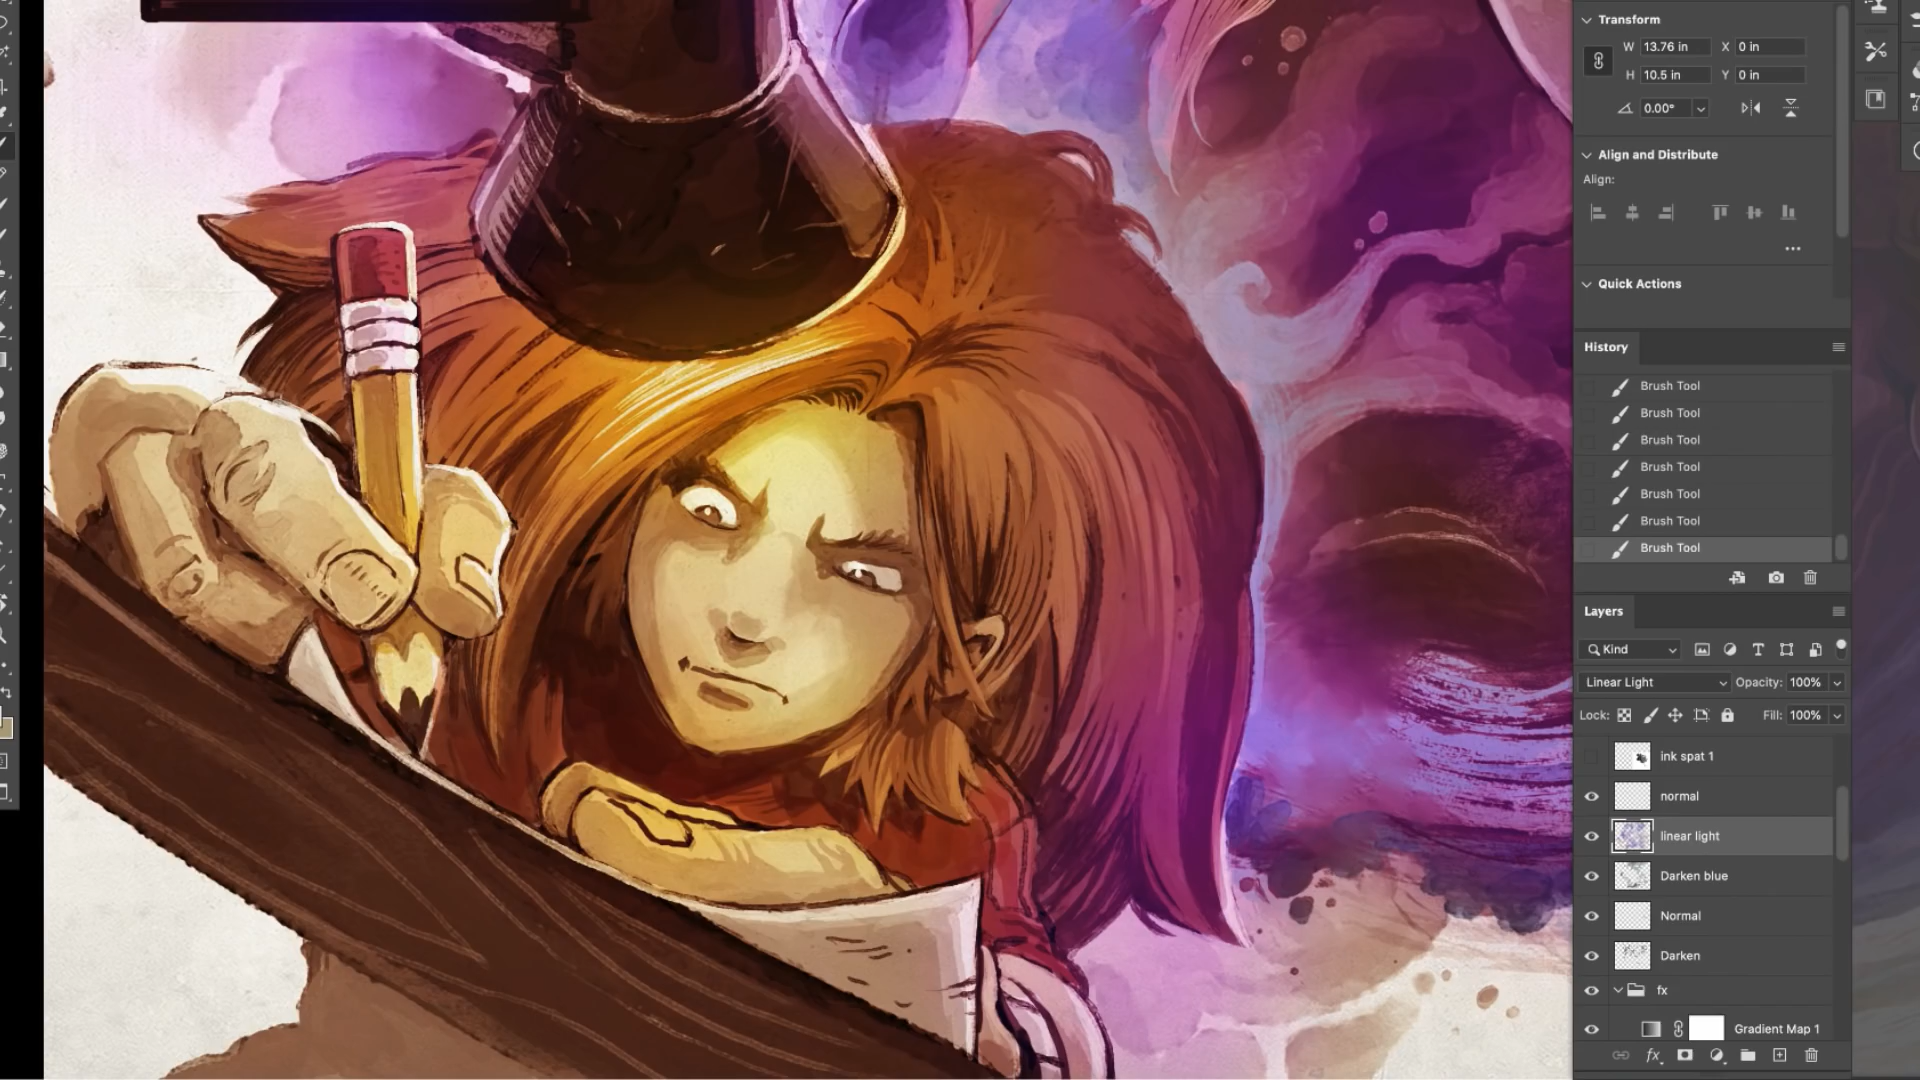 Transform
W 13.76 in X 0 in
H 10.5 in Y 0 in
0.00°
Align and Distribute
Align:
Quick Actions
History
Brush Tool
Brush Tool
Brush Tool
Brush Tool
Brush Tool
Brush Tool
Brush Tool
Layers
Kind
Linear Light Opacity: 100%
Lock: Fill: 100%
ink spat 1
normal
linear light
Darken blue
Normal
Darken
fx
Gradient Map 1
fx